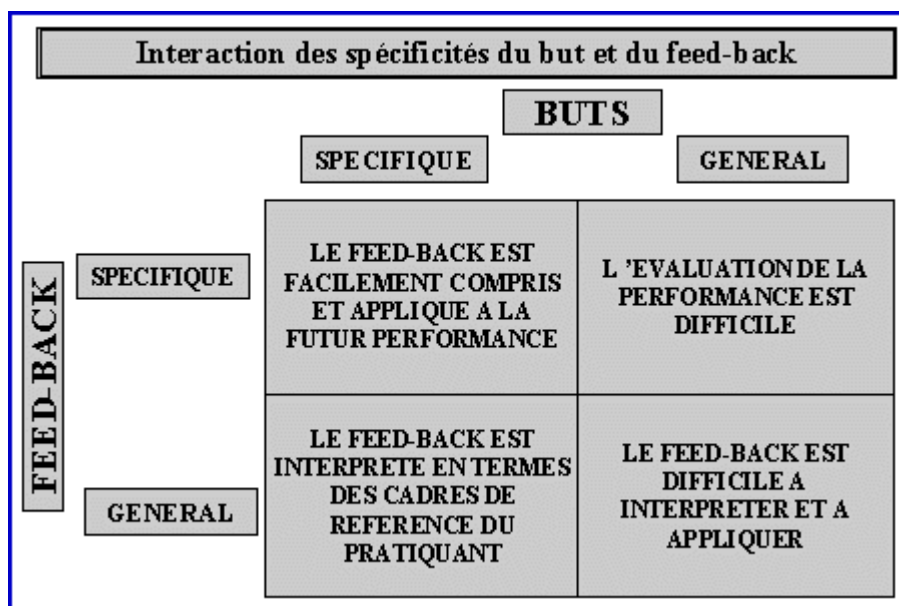 Interaction des spécificités du but et du feed-back
BUTS
SPECIFIQUE
GENERAL
FEED-BACK
SPECIFIQUE
LE FEED-BACK EST
FACILEMENT COMPRIS
ET APPLIQUE A LA
FUTUR PERFORMANCE
L ’EVALUATION DE LA
PERFORMANCE EST
DIFFICILE
GENERAL
LE FEED-BACK EST
INTERPRETE EN TERMES
DES CADRES DE
REFERENCE DU
PRATIQUANT
LE FEED-BACK EST
DIFFICILE A
INTERPRETER ET A
APPLIQUER